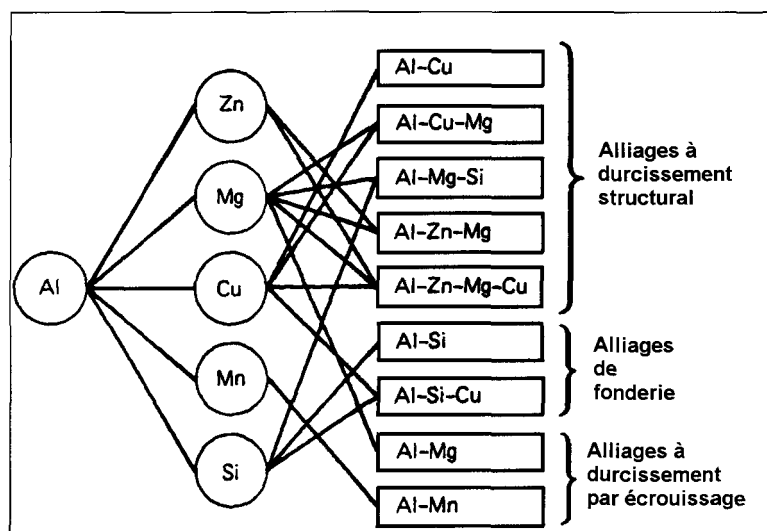 Al
Zn
Mg
Cu
Mn
Si
Al-Cu
Al-Cu-Mg
Al-Mg-Si
Al-Zn-Mg
Al-Zn-Mg-Cu
Al-Si
Al-Si-Cu
Al-Mg
Al-Mn
Alliages à
durcissement
structural
Alliages
de
fonderie
Alliages à
durcissement
par écrouissage